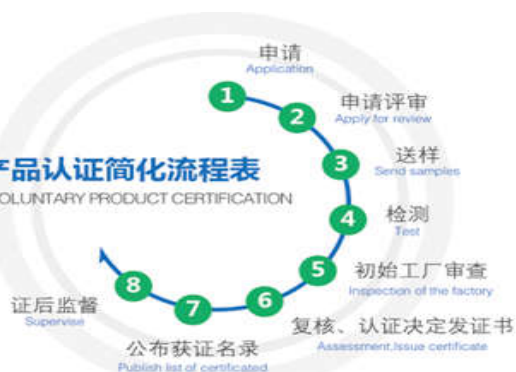 申请
Application
1
2
申请评审
Apply for review
3
送样
Send samples
产品认证简化流程表
VOLUNTARY PRODUCT CERTIFICATION
4
检测
Test
5
初始工厂审查
Inspection of the factory
6
复核、认证决定发证书
Assessment,Issue certificate
7
公布获证名录
Publish list of certificated
8
证后监督
Supervise